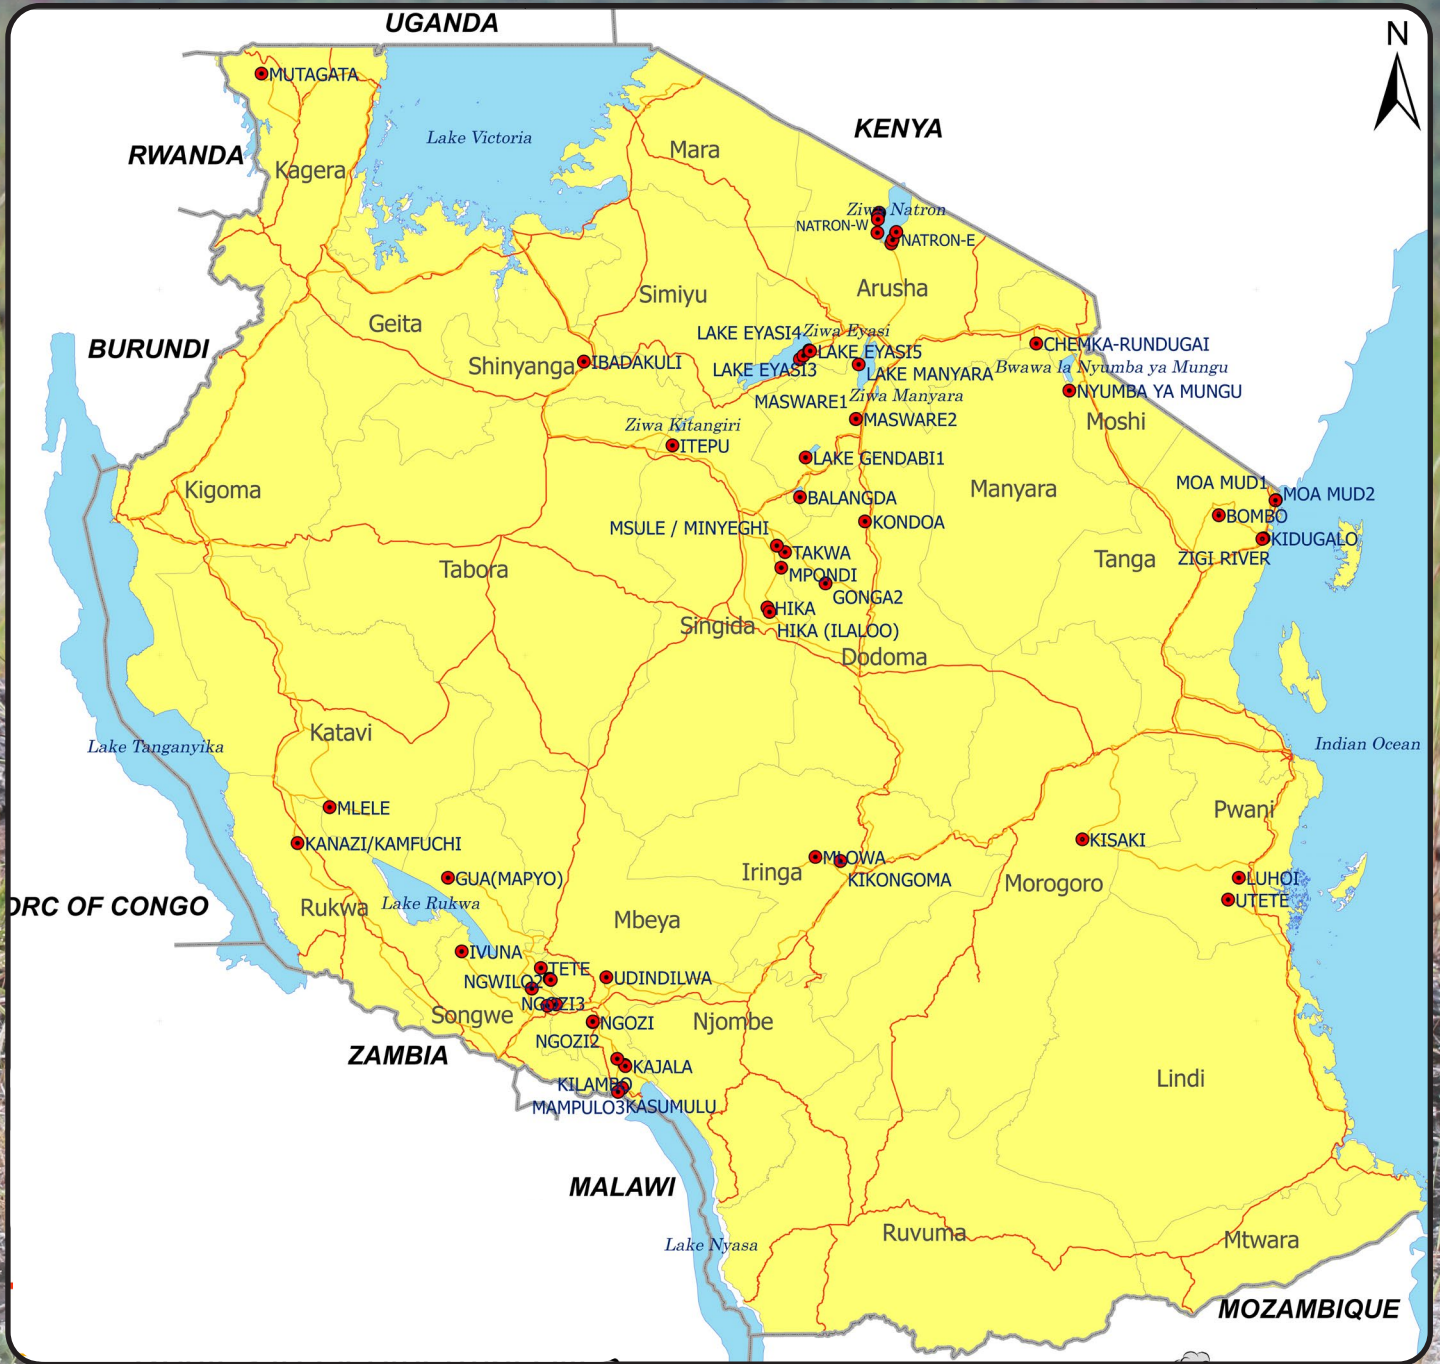 UGANDA
N
MUTAGATA
KENYA
Lake Victoria
RWANDA
Mara
Kagera
Ziwa Natron
NATRON-W
NATRON-E
Arusha
Simiyu
Geita
LAKE EYASI4
Ziwa Eyasi
CHEMKA-RUNDUGAI
BURUNDI
LAKE EYASI5
Shinyanga
IBADAKULI
LAKE EYASI3
LAKE MANYARA
Bwawa la Nyumba ya Mungu
MASWARE1
Ziwa Manyara
NYUMBA YA MUNGU
MASWARE2
Moshi
Ziwa Kitangiri
ITEPU
LAKE GENDABI1
MOA MUD1
Kigoma
Manyara
MOA MUD2
BALANGDA
BOMBO
MSULE / MINYEGHI
KONDOA
KIDUGALO
TAKWA
Tanga
ZIGI RIVER
Tabora
MPONDI
GONGA2
HIKA
Singida
HIKA (ILALOO)
Dodoma
Katavi
Lake Tanganyika
Indian Ocean
MLELE
Pwani
KANAZI/KAMFUCHI
KISAKI
MLOWA
Iringa
KIKONGOMA
GUA(MAPYO)
Morogoro
LUHOI
Lake Rukwa
UTETE
DRC OF CONGO
Rukwa
Mbeya
IVUNA
TETE
NGWILO2
UDINDILWA
NGOZI3
Songwe
NGOZI
Njombe
NGOZI2
ZAMBIA
KAJALA
Lindi
KILAMBO
MAMPULO3
KASUMULU
MALAWI
Ruvuma
Lake Nyasa
Mtwara
MOZAMBIQUE